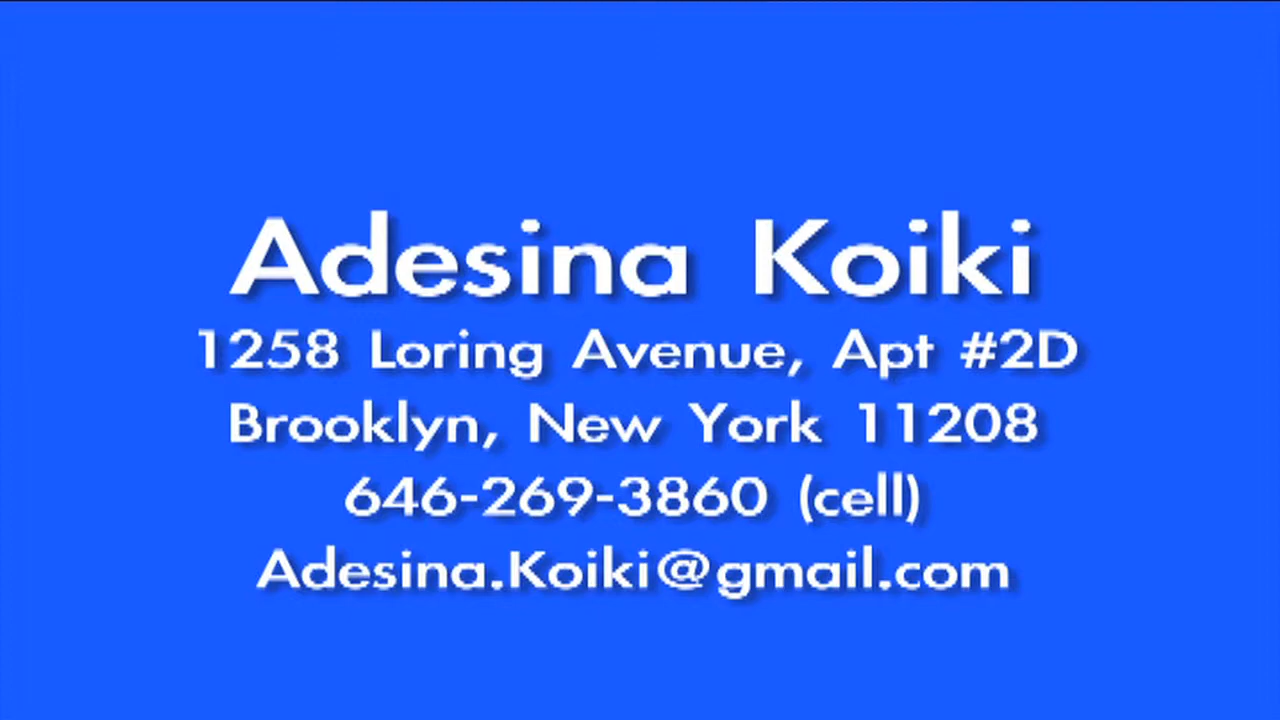 Adesina Koiki
1258 Loring Avenue, Apt #2D
Brooklyn, New York 11208
646-269-3860 (cell)
Adesina.Koiki@gmail.com